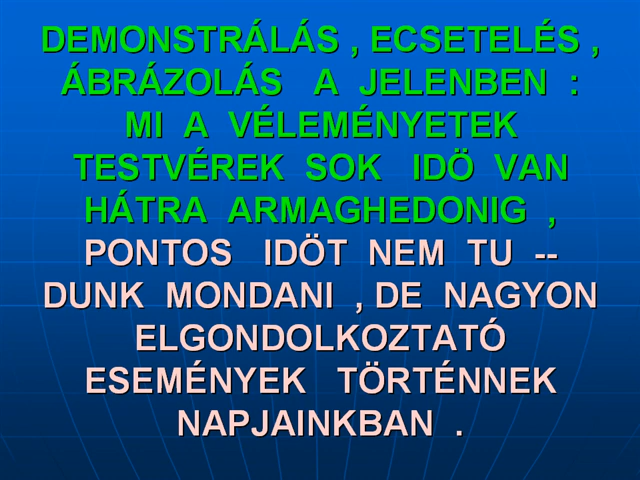 DEMONSTRÁLÁS , ECSETELÉS ,
ÁBRÁZOLÁS A JELENBEN :
MI A VÉLEMÉNYETEK
TESTVÉREK SOK IDÖ VAN
HÁTRA ARMAGHEDONIG ,
PONTOS IDÖT NEM TU --
DUNK MONDANI , DE NAGYON
ELGONDOLKOZTATÓ
ESEMÉNYEK TÖRTÉNNEK
NAPJAINKBAN .